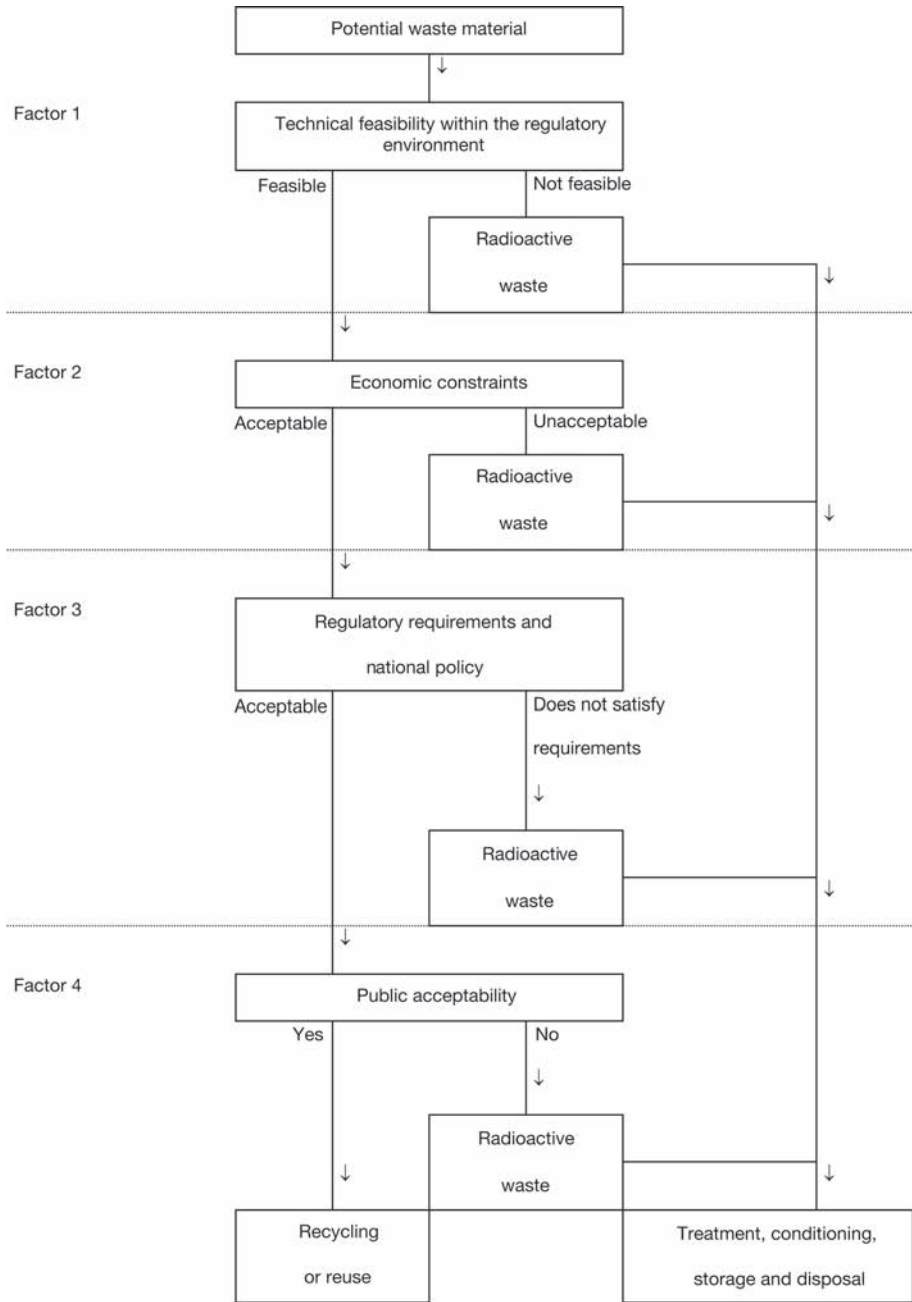 Potential waste material
↓
Factor 1
Technical feasibility within the regulatory
environment
Feasible
Not feasible
Radioactive
waste
↓
↓
Factor 2
Economic constraints
Acceptable
Unacceptable
Radioactive
waste
↓
↓
Factor 3
Regulatory requirements and
national policy
Acceptable
Does not satisfy
requirements
↓
Radioactive
waste
↓
↓
Factor 4
Public acceptability
Yes
No
↓
Radioactive
waste
↓
↓
Recycling
or reuse
Treatment, conditioning,
storage and disposal